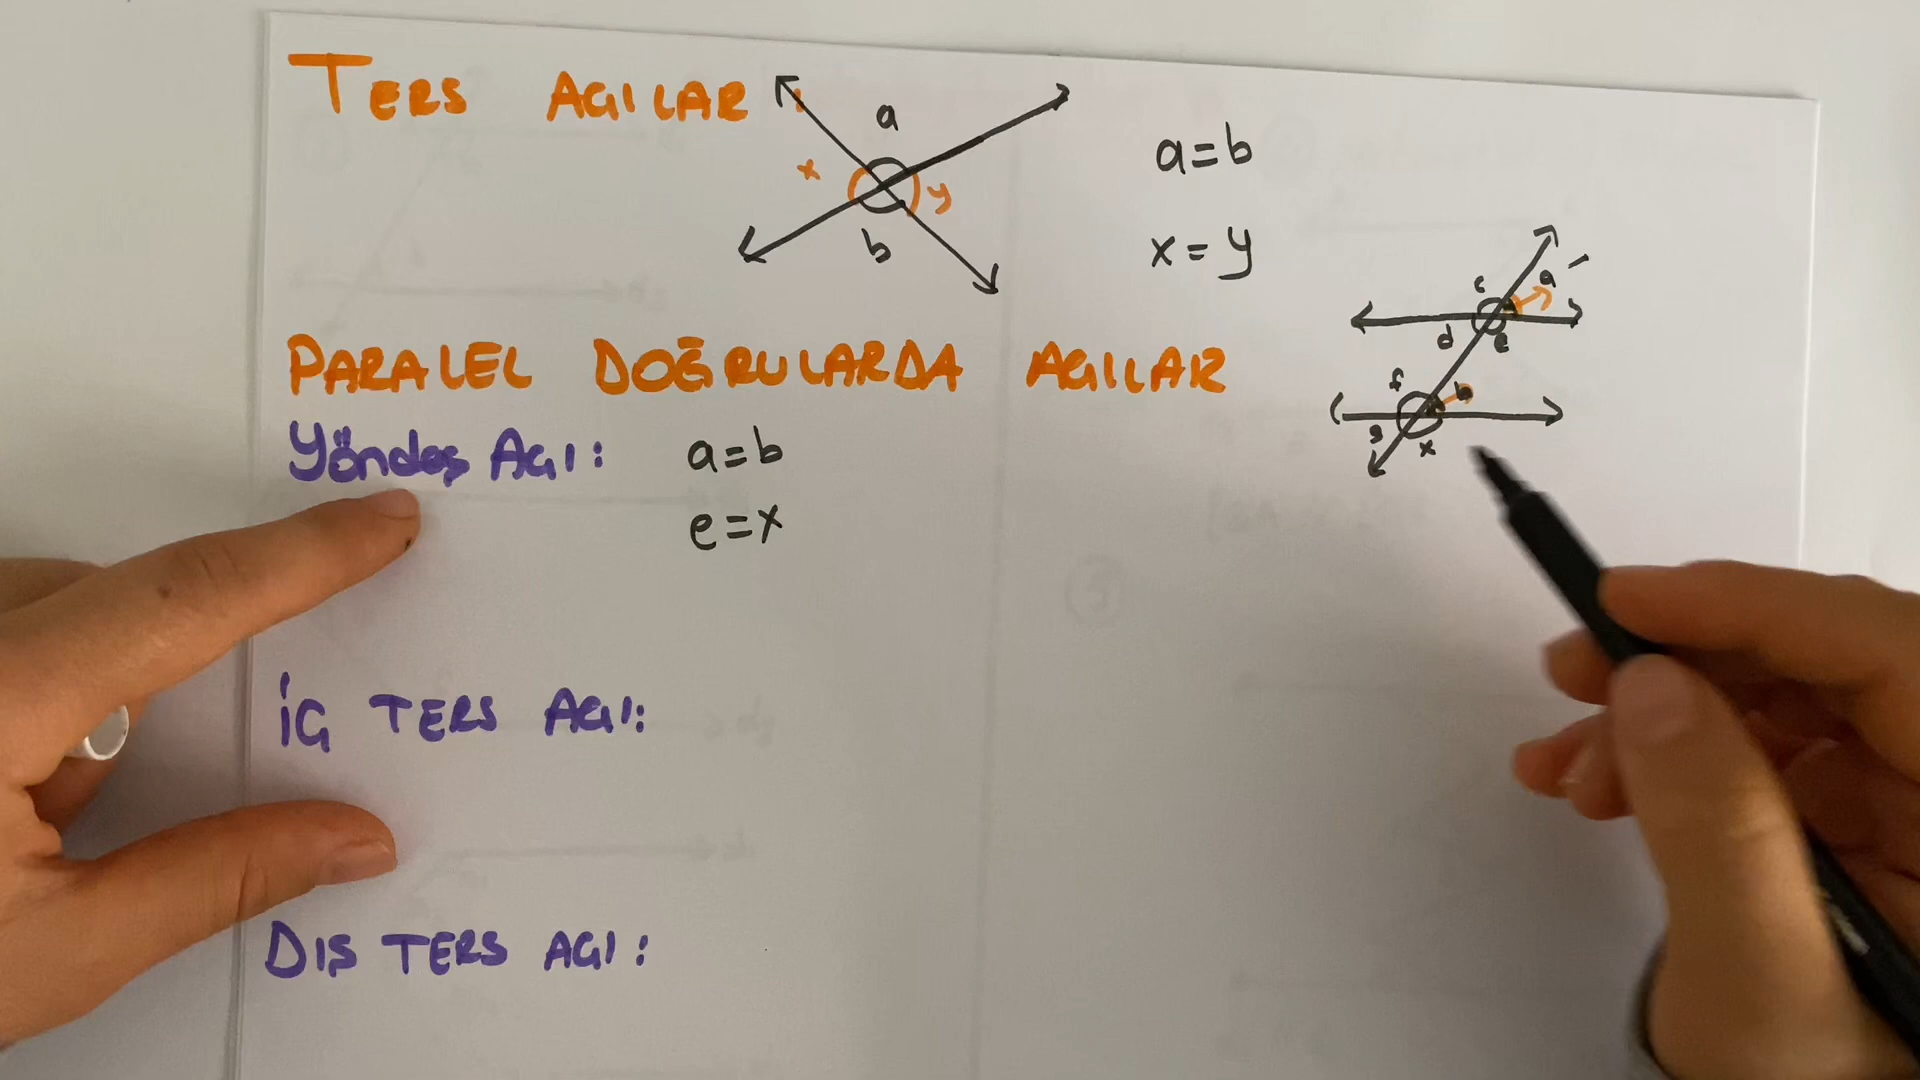 TERS AÇILAR
a
x y
b
a=b
x=y
c a
d e
f b
g x
PARALEL DOĞRULARDA AÇILAR
Yöndeş Açı: a=b
e=x
İÇ TERS AÇI:
DIŞ TERS AÇI: